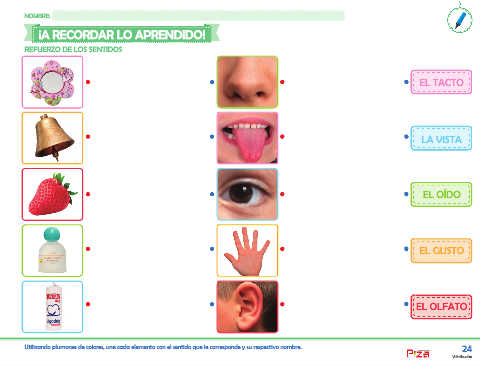 NOMBRE:
¡A RECORDAR LO APRENDIDO!
REFUERZO DE LOS SENTIDOS
EL TACTO
LA VISTA
EL OÍDO
EL GUSTO
EL OLFATO
Utilizando plumones de colores, une cada elemento con el sentido que le corresponde y su respectivo nombre.
24